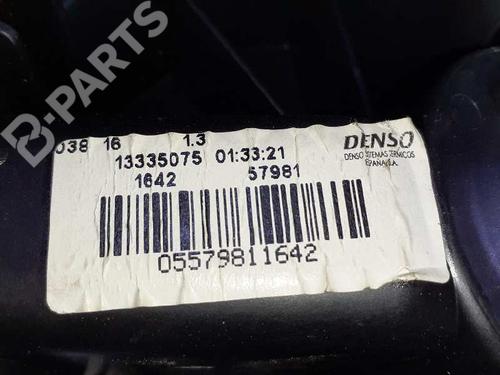 B-PARTS
038 16 1.3
13335075 01:33:21
1642 57981
DENSO
DENSO SISTEMAS TERMICOS
ESPAÑA S.A.
05579811642